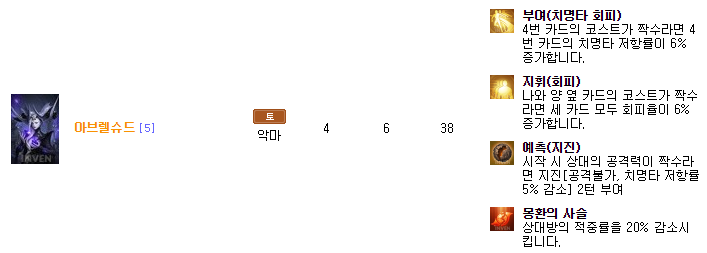 부여(치명타 회피)
4번 카드의 코스트가 짝수라면 4
번 카드의 치명타 저항률이 6%
증가합니다.
지휘(회피)
나와 양 옆 카드의 코스트가 짝수
라면 세 카드 모두 회피율이 6%
증가합니다.
INVEN
아브렐슈드 [5]
토
악마
4
6
38
예측(지진)
시작 시 상대의 공격력이 짝수라
면 지진[공격불가, 치명타 저항률
5% 감소] 2턴 부여
몽환의 사슬
상대방의 적중률을 20% 감소시
킵니다.